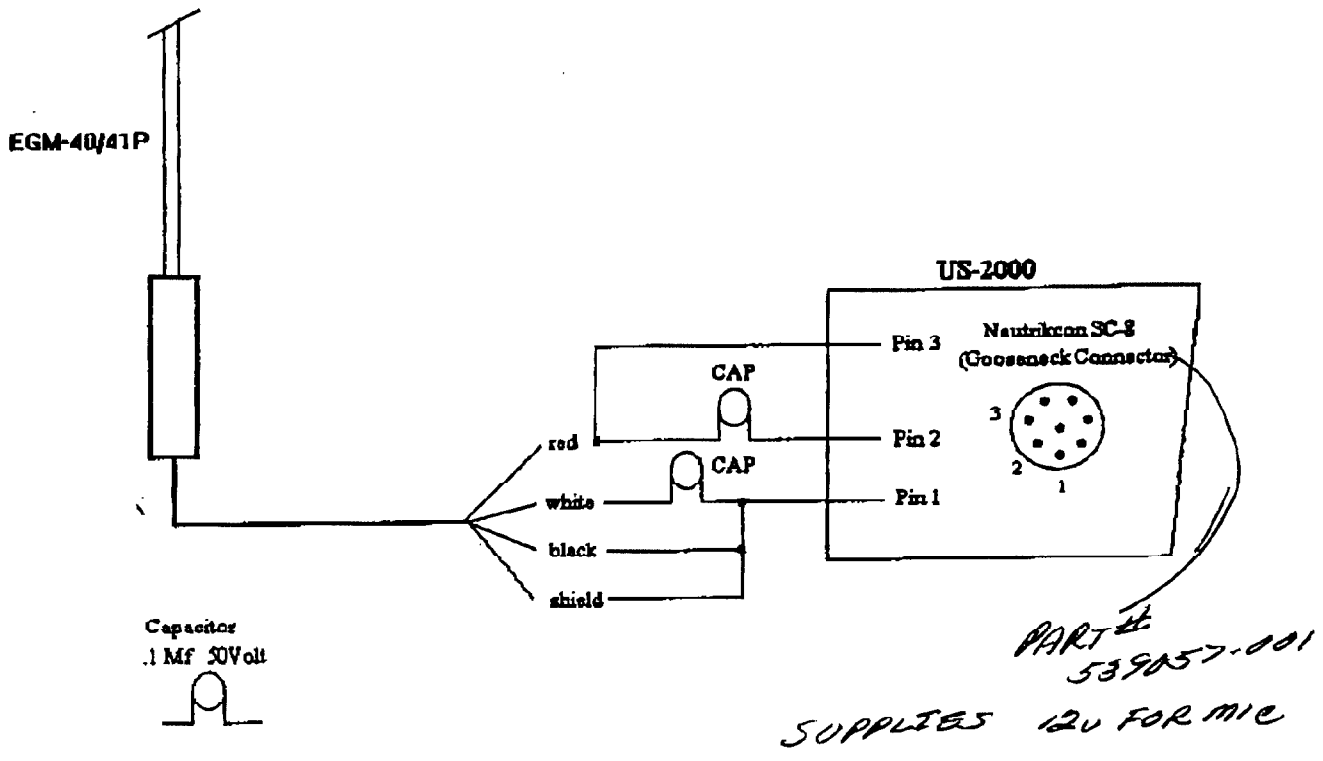 EGM-40/41P
US-2000
Nautrikcon SC-8
(Gooseneck Connector)
Pin 3
CAP
3
red
Pin 2
CAP
2
1
white
Pin 1
black
shield
Capacitor
.1 Mf 50Volt
PART #
539057-001
SUPPLIES 12V FOR MIC